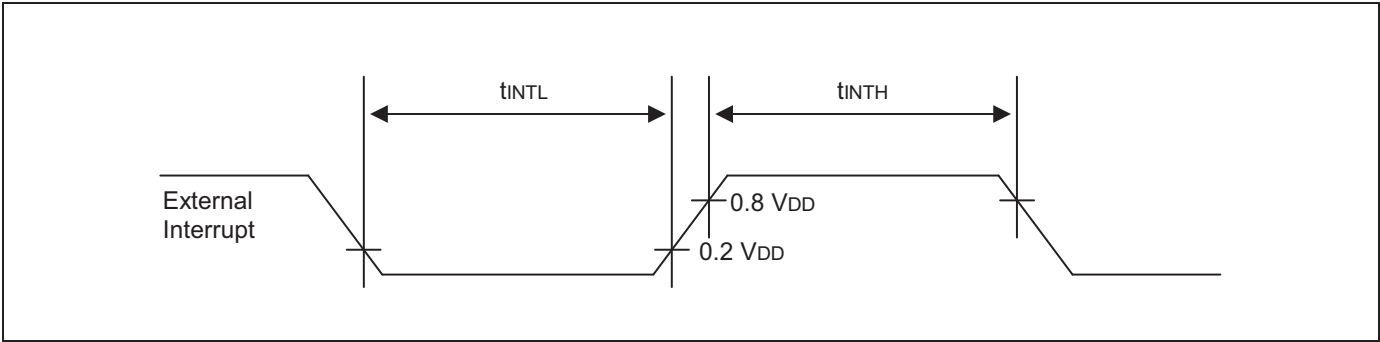 tINTL
tINTH
External
Interrupt
0.8 VDD
0.2 VDD